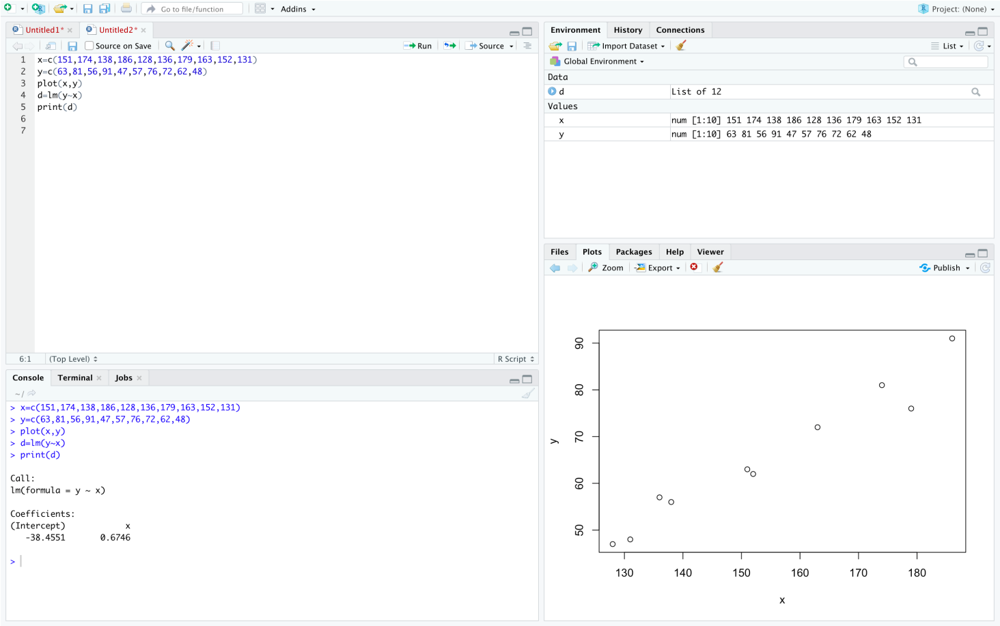 Go to file/function
Addins
Project: (None)
Untitled1*
Untitled2*
Source on Save
Run
Source
1 x=c(151,174,138,186,128,136,179,163,152,131)
2 y=c(63,81,56,91,47,57,76,72,62,48)
3 plot(x,y)
4 d=lm(y~x)
5 print(d)
6
7
6:1 (Top Level) R Script
Console Terminal Jobs
~/
> x=c(151,174,138,186,128,136,179,163,152,131)
> y=c(63,81,56,91,47,57,76,72,62,48)
> plot(x,y)
> d=lm(y~x)
> print(d)
Call:
lm(formula = y ~ x)
Coefficients:
(Intercept) x
-38.4551 0.6746
>
Environment History Connections
Import Dataset List
Global Environment
Data
d List of 12
Values
x num [1:10] 151 174 138 186 128 136 179 163 152 131
y num [1:10] 63 81 56 91 47 57 76 72 62 48
Files Plots Packages Help Viewer
Zoom Export Publish
90
80
70
60
50
y
130 140 150 160 170 180
x